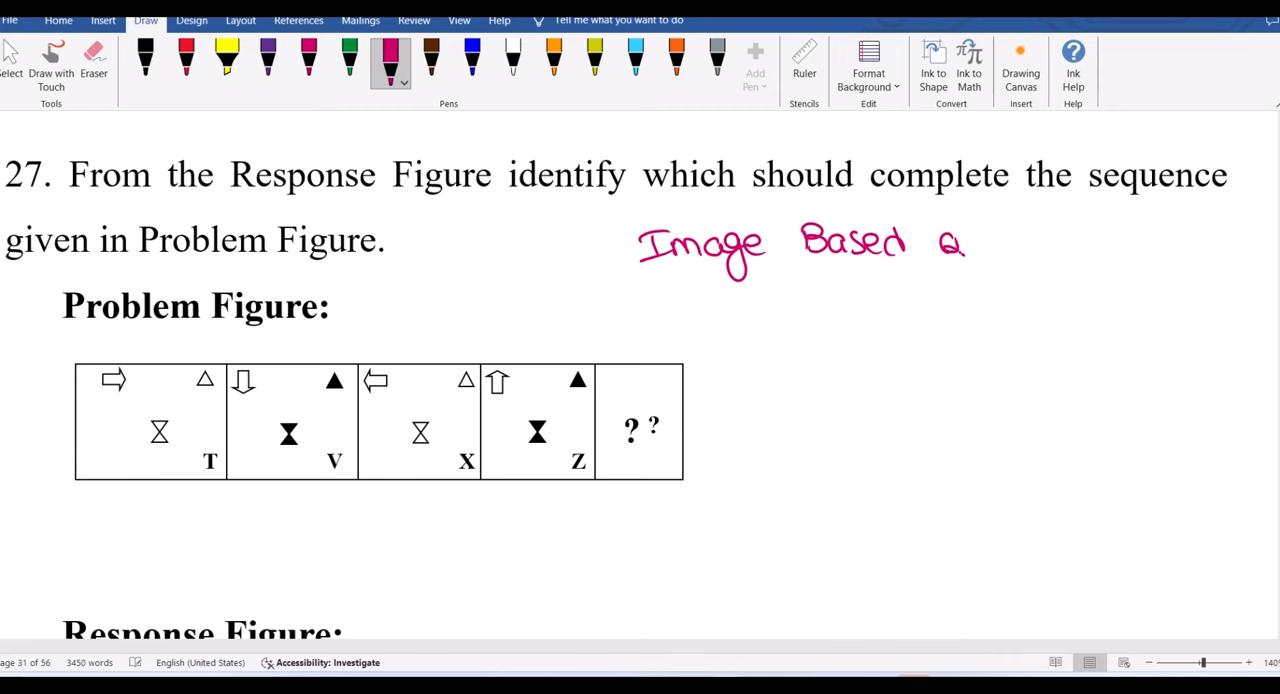 File Home Insert Draw Design Layout References Mailings Review View Help Tell me what you want to do
Select Draw with Touch Eraser Add Pen Ruler Format Background Ink to Shape Ink to Math Drawing Canvas Ink Help
Tools Pens Stencils Edit Convert Insert Help
27. From the Response Figure identify which should complete the sequence
given in Problem Figure.
Image Based Q
Problem Figure:
? ?
T V X Z
Response Figure:
age 31 of 56 3450 words English (United States) Accessibility: Investigate 140%